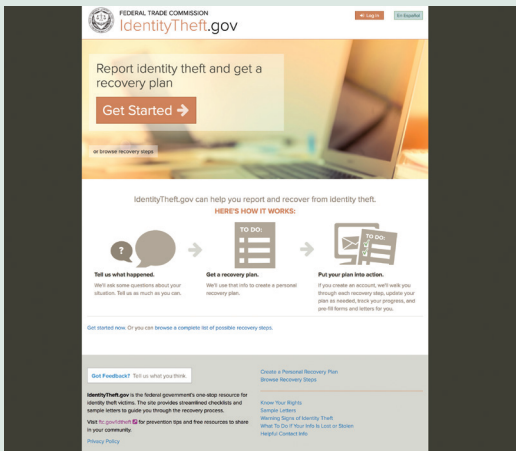 FEDERAL TRADE COMMISSION
IdentityTheft.gov
Log In
En Español
Report identity theft and get a
recovery plan
Get Started
or browse recovery steps
IdentityTheft.gov can help you report and recover from identity theft.
HERE'S HOW IT WORKS:
?
TO DO:
TO DO:
Tell us what happened.
We'll ask some questions about your
situation. Tell us as much as you can.
Get a recovery plan.
We'll use that info to create a personal
recovery plan.
Put your plan into action.
If you create an account, we'll walk you
through each recovery step, update your
plan as needed, track your progress, and
pre-fill forms and letters for you.
Get started now. Or you can browse a complete list of possible recovery steps.
Got Feedback? Tell us what you think.
IdentityTheft.gov is the federal government's one-stop resource for
identity theft victims. The site provides streamlined checklists and
sample letters to guide you through the recovery process.
Visit ftc.gov/idtheft for prevention tips and free resources to share
in your community.
Privacy Policy
Create a Personal Recovery Plan
Browse Recovery Steps
Know Your Rights
Sample Letters
Warning Signs of Identity Theft
What To Do If Your Info Is Lost or Stolen
Helpful Contact Info